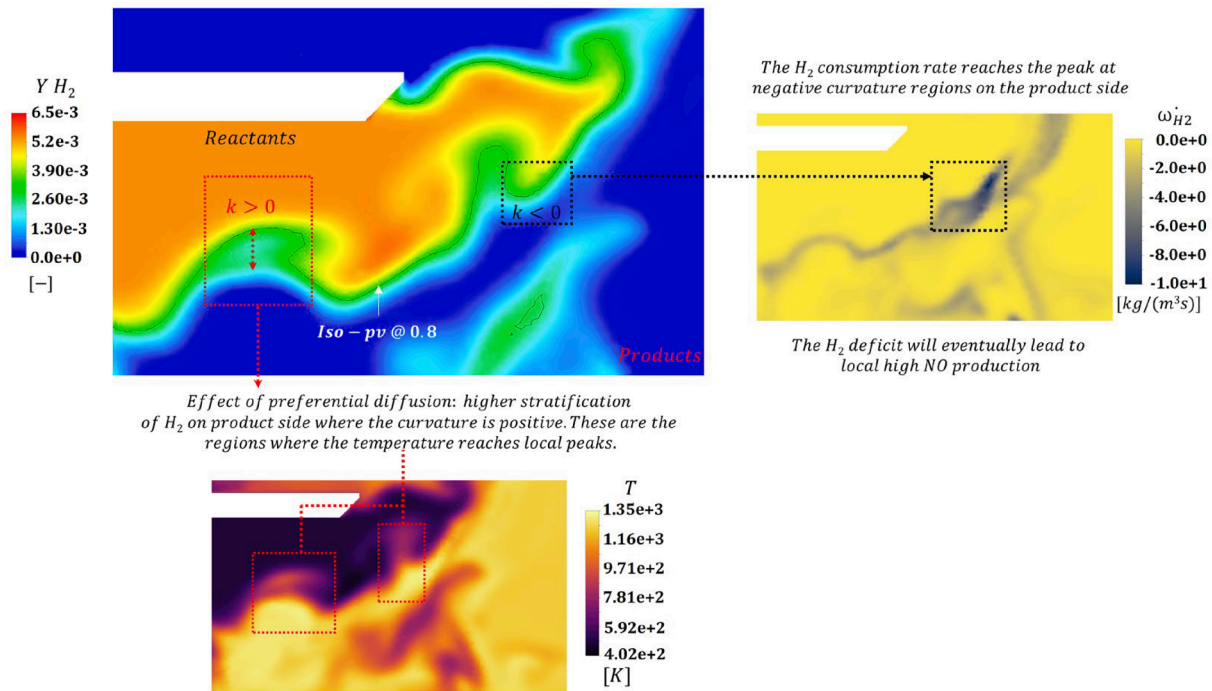 Y H₂
6.5e-3
5.2e-3
3.90e-3
1.30e-3
0.0e+0
[−]
Reactants
k > 0
k < 0
Iso − pv @ 0.8
Products
The H₂ consumption rate reaches the peak at
negative curvature regions on the product side
ω̇_H2
0.0e+0
-2.0e+0
-4.0e+0
-6.0e+0
-8.0e+0
-1.0e+1
[kg/(m³s)]
The H₂ deficit will eventually lead to
local high NO production
Effect of preferential diffusion: higher stratification
of H₂ on product side where the curvature is positive. These are the
regions where the temperature reaches local peaks.
T
1.35e+3
1.16e+3
9.71e+2
7.81e+2
5.92e+2
4.02e+2
[K]